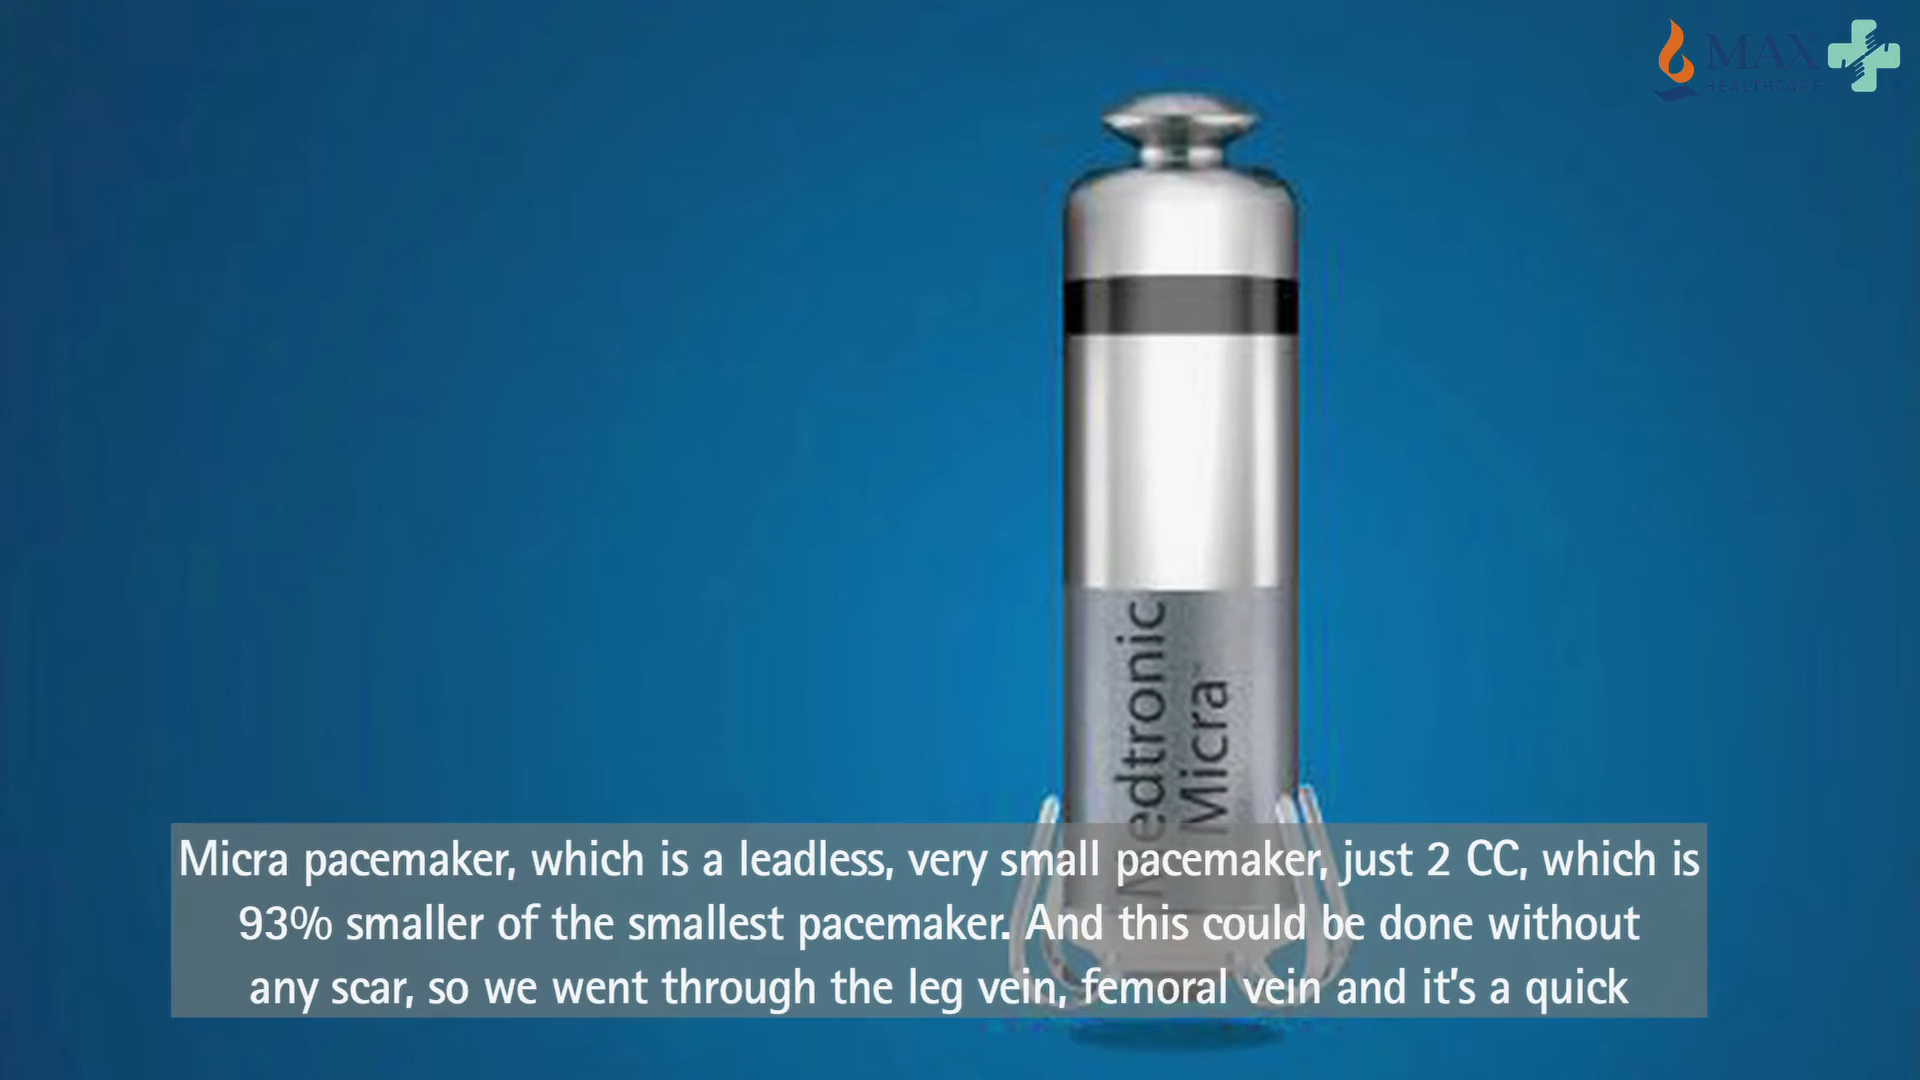 MAX
HEALTHCARE
Medtronic
Micra™
Micra pacemaker, which is a leadless, very small pacemaker, just 2 CC, which is
93% smaller of the smallest pacemaker. And this could be done without
any scar, so we went through the leg vein, femoral vein and it's a quick